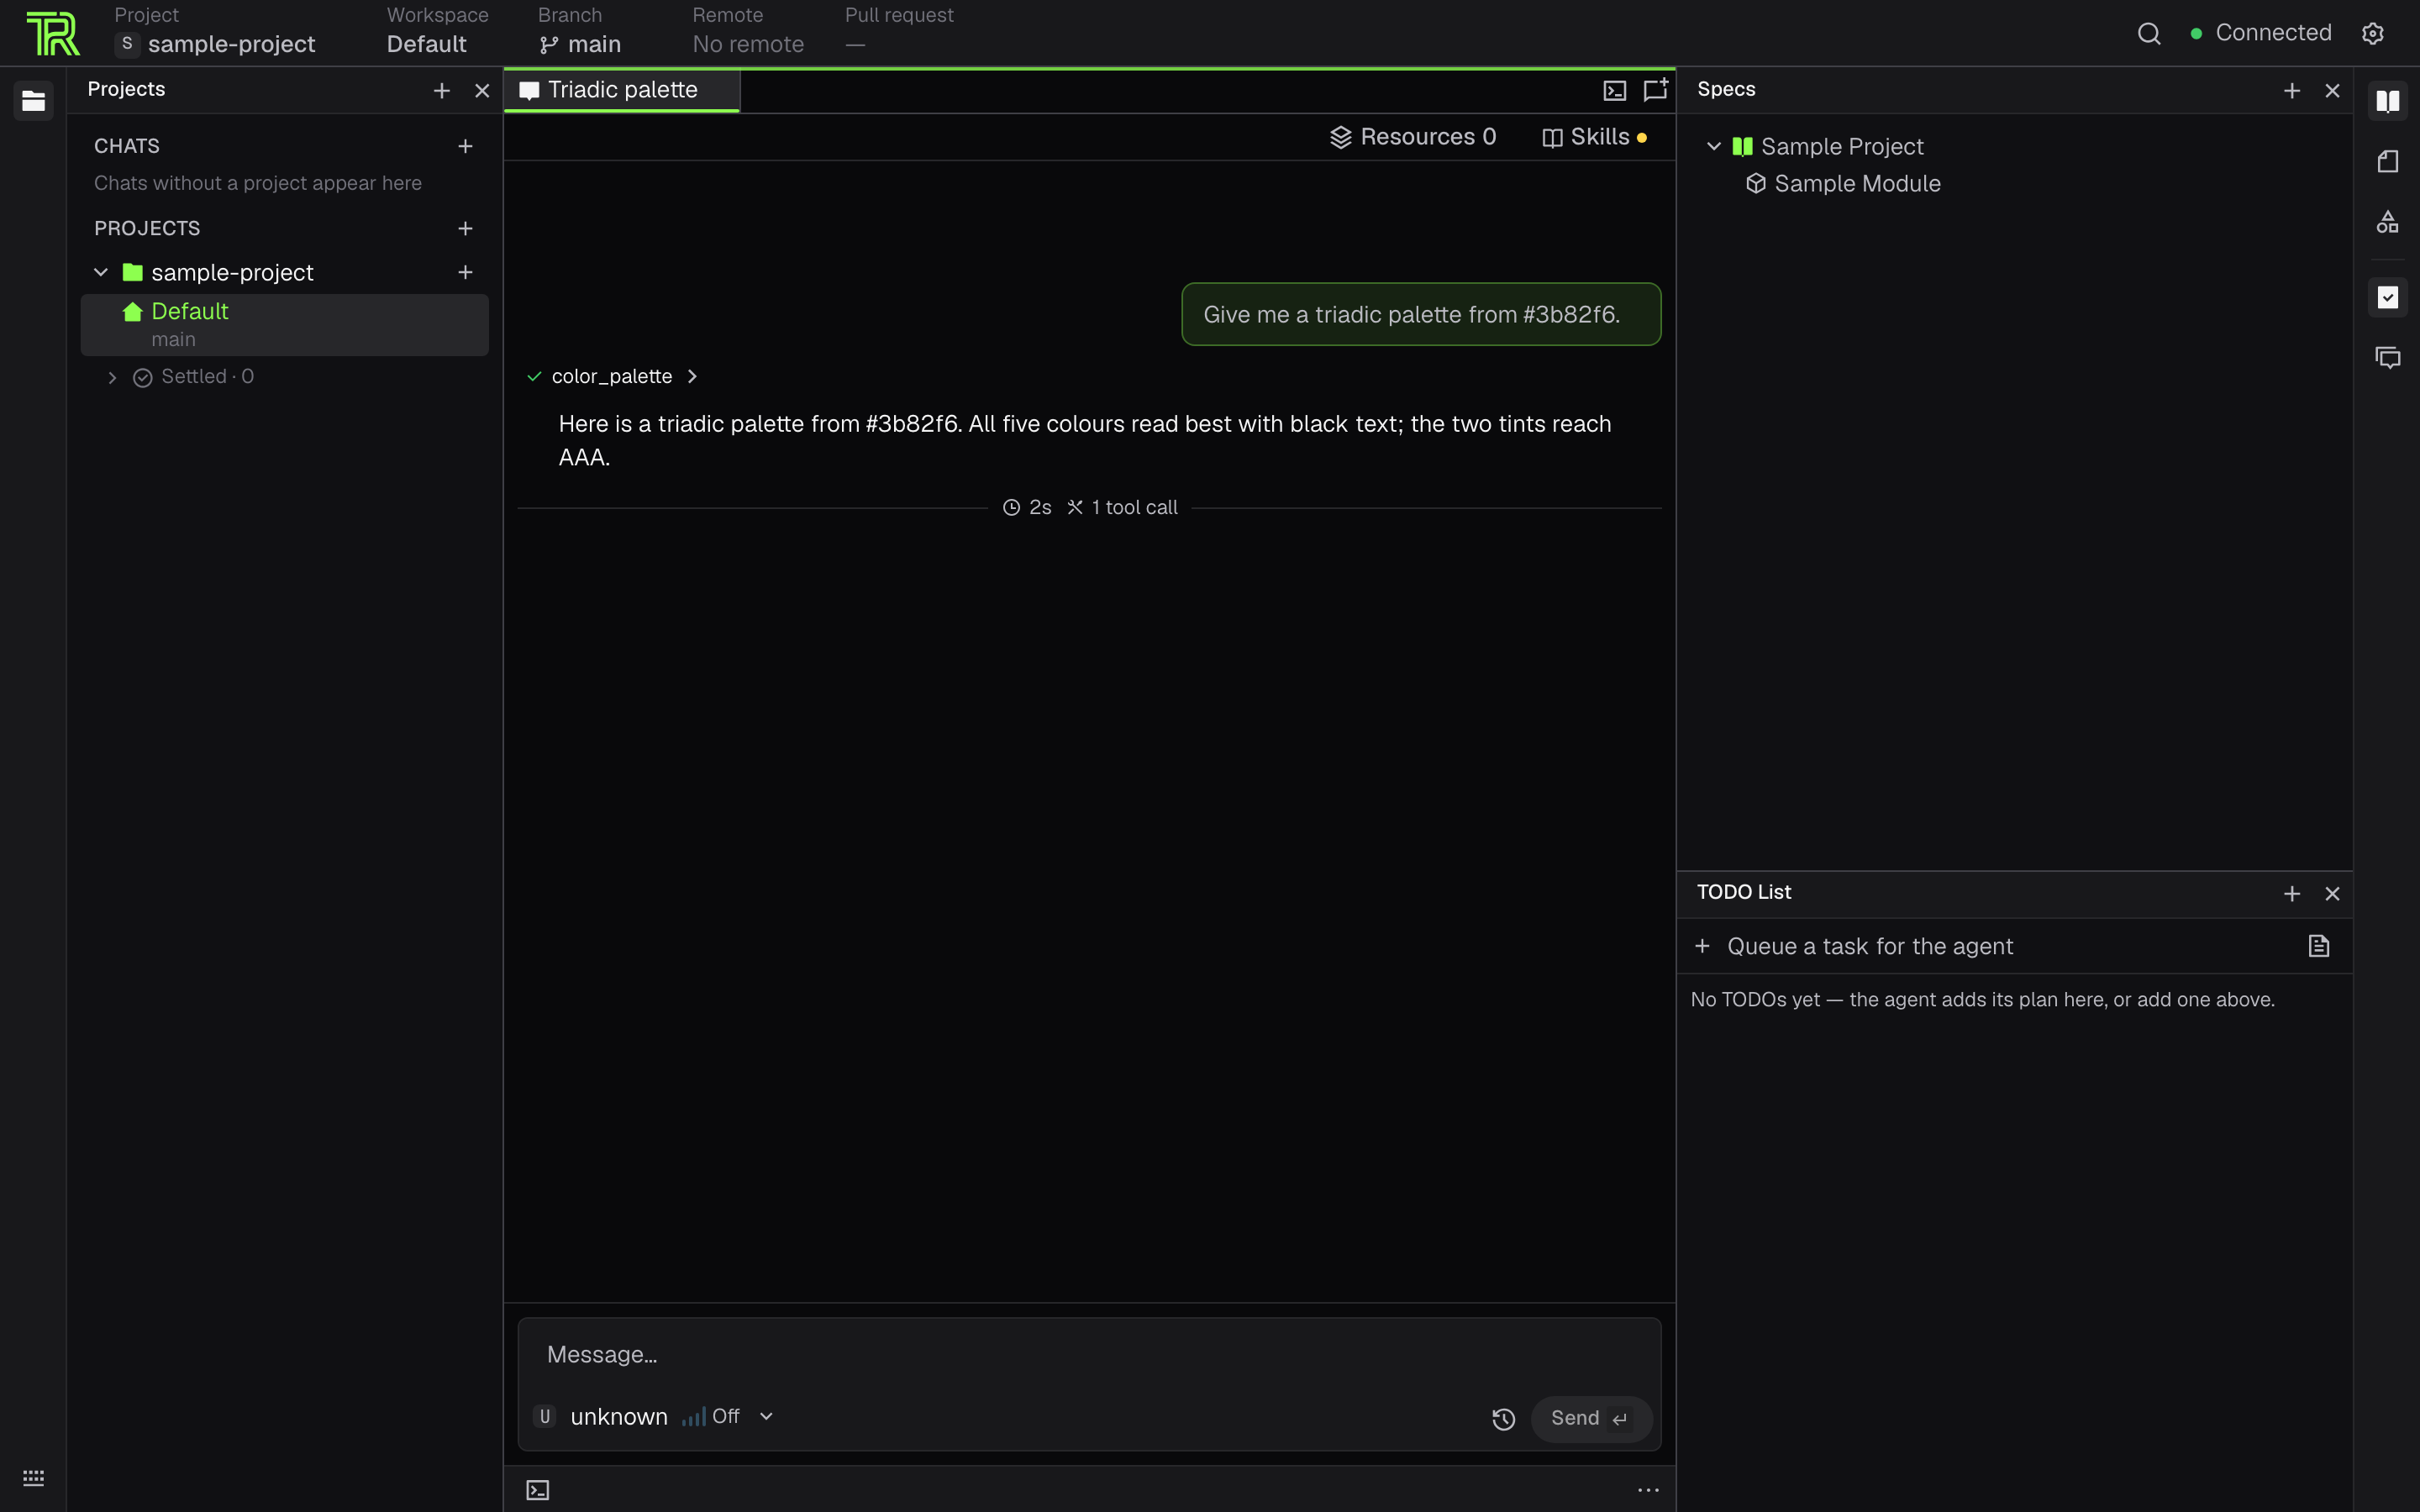 Project
S sample-project
Workspace
Default
Branch
main
Remote
No remote
Pull request
—
Connected
Projects
CHATS
Chats without a project appear here
PROJECTS
sample-project
Default
main
Settled · 0
Triadic palette
Resources 0
Skills
Give me a triadic palette from #3b82f6.
color_palette
Here is a triadic palette from #3b82f6. All five colours read best with black text; the two tints reach
AAA.
2s 1 tool call
Message…
U unknown Off
Send
Specs
Sample Project
Sample Module
TODO List
Queue a task for the agent
No TODOs yet — the agent adds its plan here, or add one above.